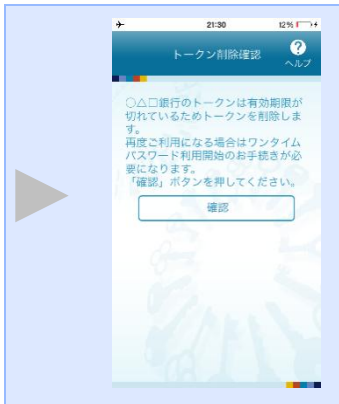 21:30
12%
トークン削除確認
?
ヘルプ
○△□銀行のトークンは有効期限が
切れているためトークンを削除しま
す。
再度ご利用になる場合はワンタイム
パスワード利用開始のお手続きが必
要になります。
「確認」ボタンを押してください。
確認